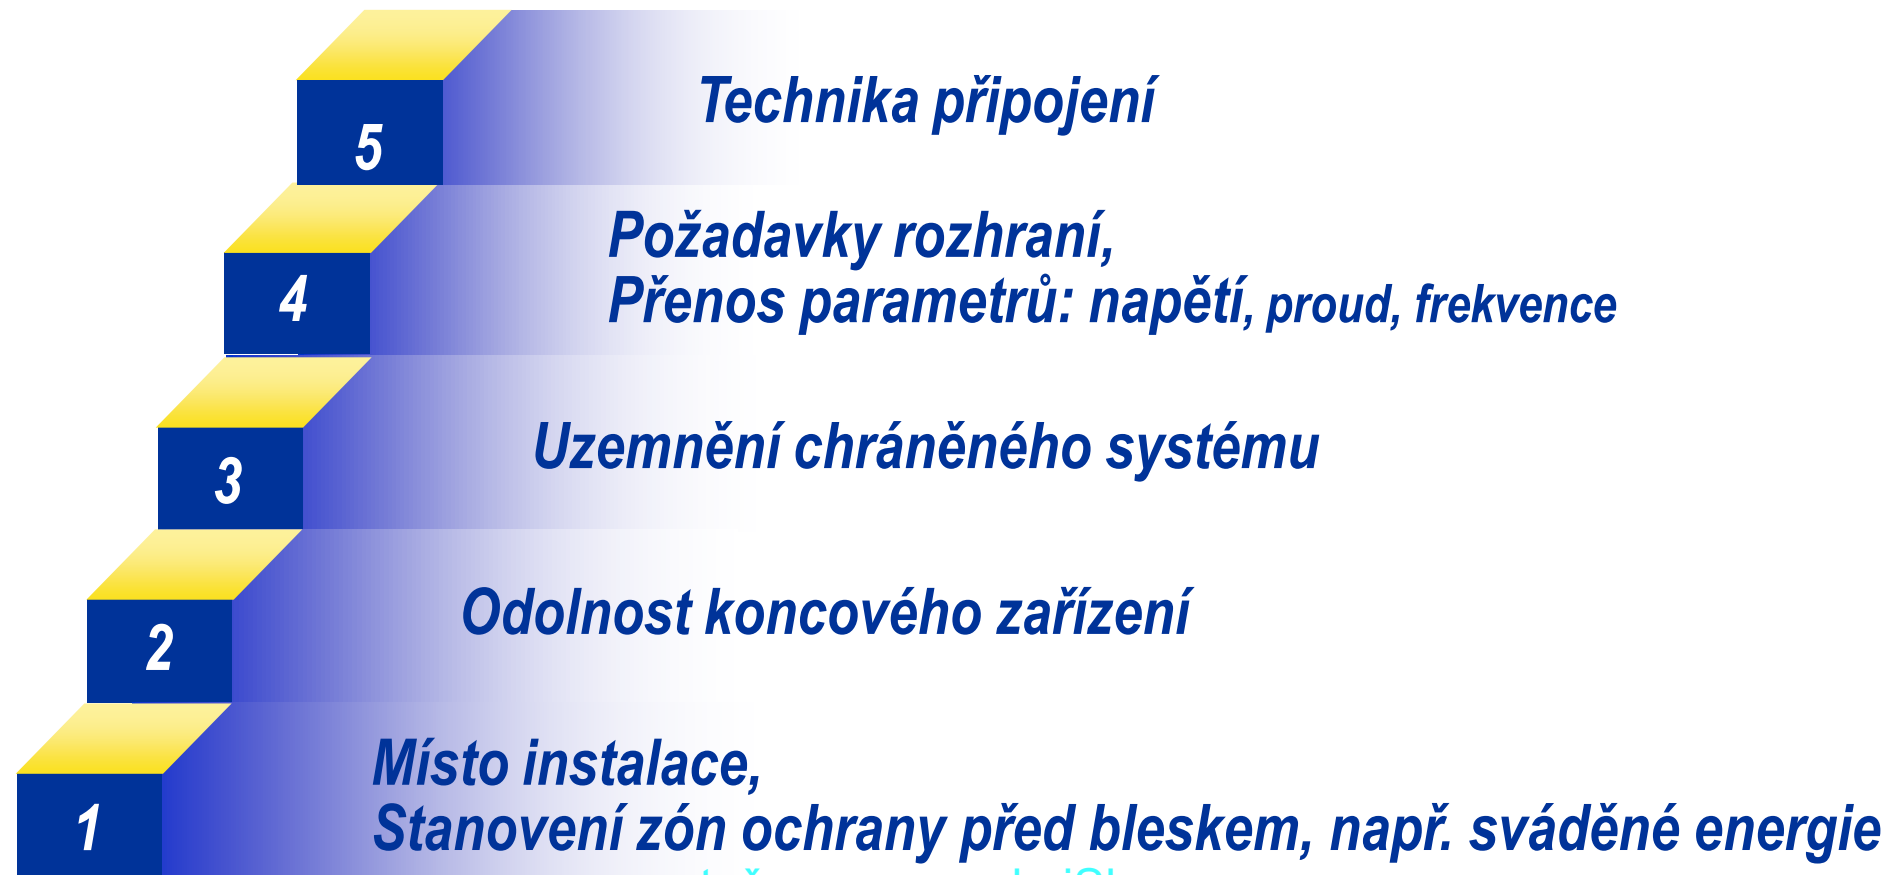 5
Technika připojení
4
Požadavky rozhraní,
Přenos parametrů: napětí, proud, frekvence
3
Uzemnění chráněného systému
2
Odolnost koncového zařízení
1
Místo instalace,
Stanovení zón ochrany před bleskem, např. sváděné energie